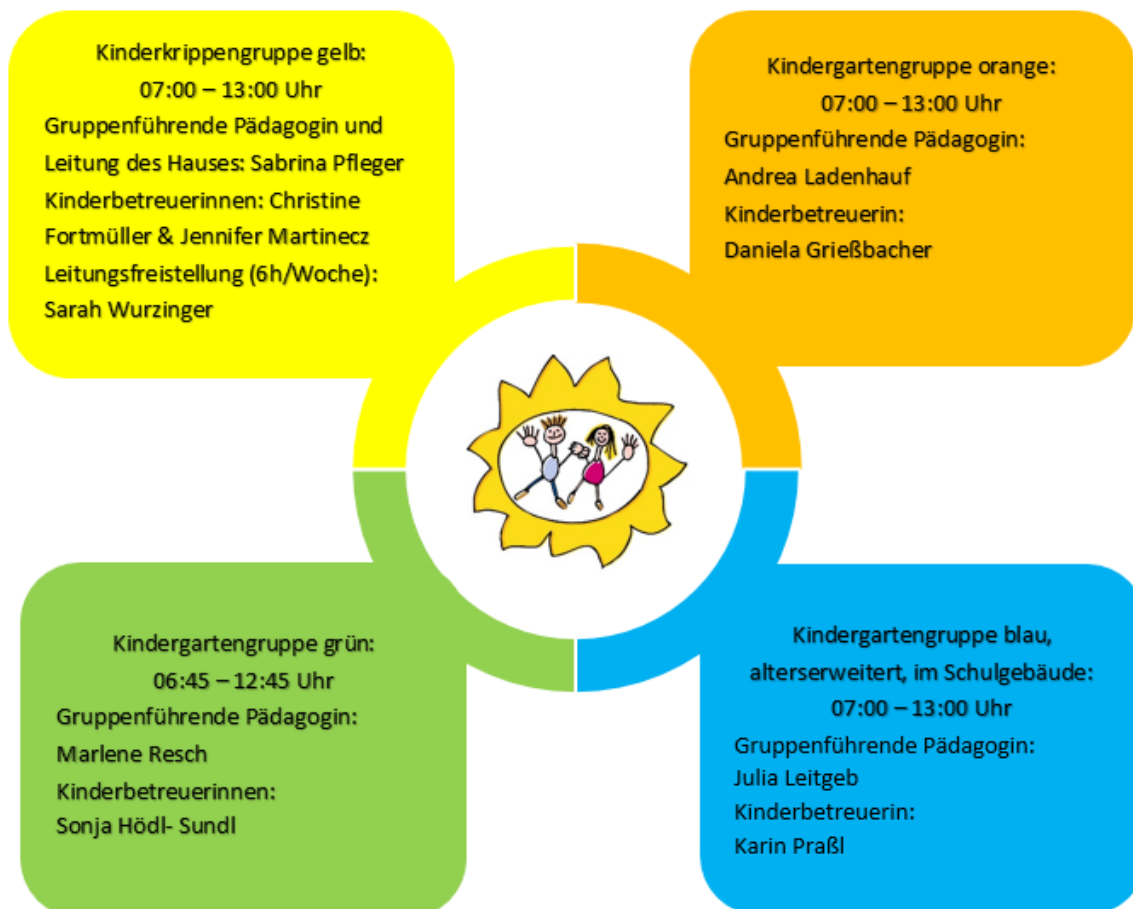 Kinderkrippengruppe gelb:
07:00 – 13:00 Uhr
Gruppenführende Pädagogin und
Leitung des Hauses: Sabrina Pfleger
Kinderbetreuerinnen: Christine
Fortmüller & Jennifer Martinecz
Leitungsfreistellung (6h/Woche):
Sarah Wurzinger
Kindergartengruppe orange:
07:00 – 13:00 Uhr
Gruppenführende Pädagogin:
Andrea Ladenhauf
Kinderbetreuerin:
Daniela Grießbacher
Kindergartengruppe grün:
06:45 – 12:45 Uhr
Gruppenführende Pädagogin:
Marlene Resch
Kinderbetreuerinnen:
Sonja Hödl- Sundl
Kindergartengruppe blau,
alterserweitert, im Schulgebäude:
07:00 – 13:00 Uhr
Gruppenführende Pädagogin:
Julia Leitgeb
Kinderbetreuerin:
Karin Praßl